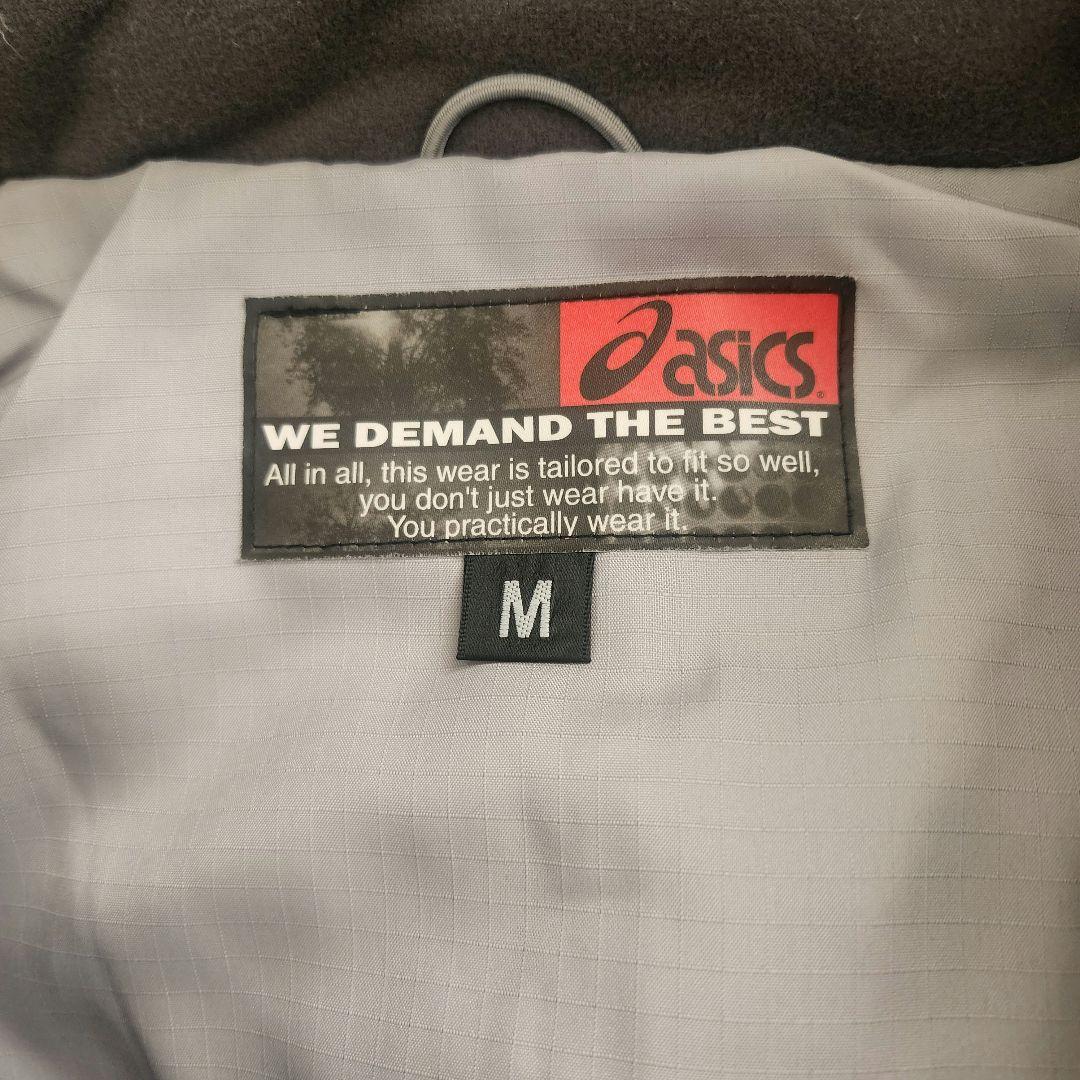 asics®
WE DEMAND THE BEST
All in all, this wear is tailored to fit so well,
you don't just wear have it.
You practically wear it.
M